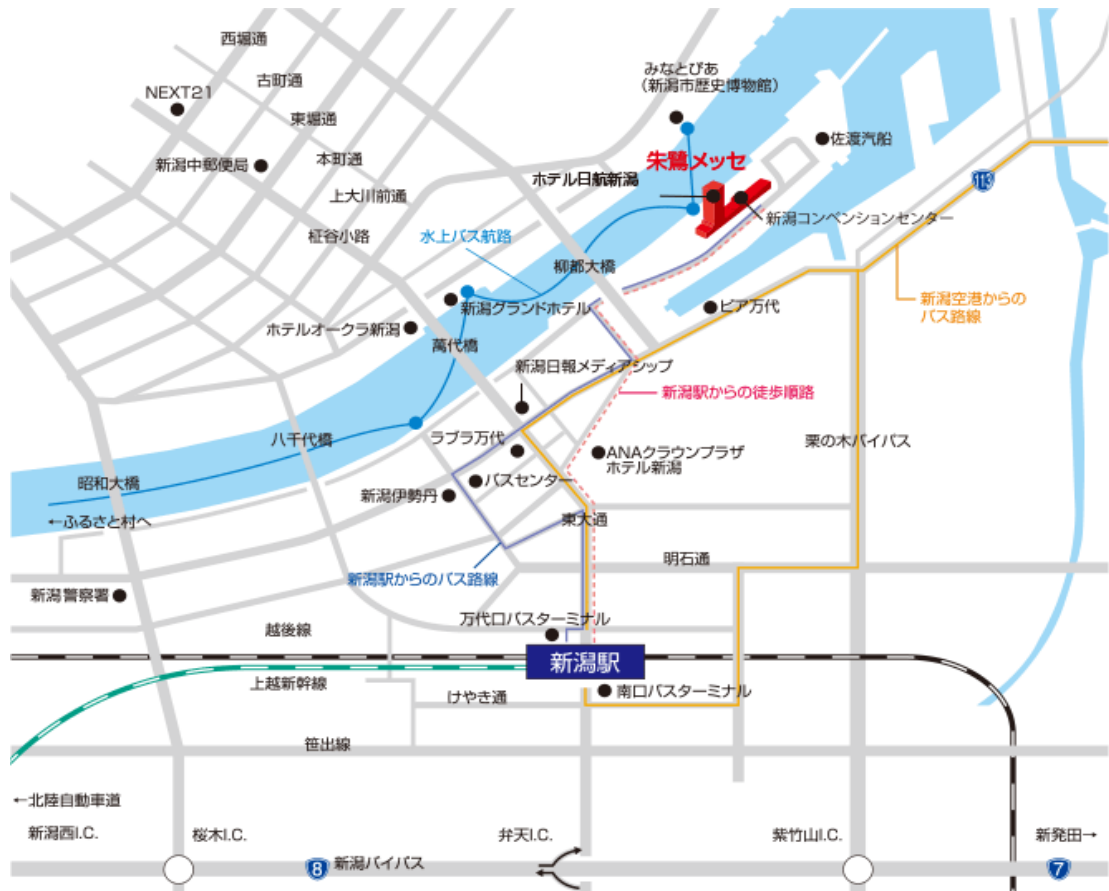 西堀通
古町通
NEXT21
東堀通
新潟中郵便局
本町通
上大川前通
柾谷小路
みなとぴあ
(新潟市歴史博物館)
佐渡汽船
朱鷺メッセ
ホテル日航新潟
新潟コンベンションセンター
113
水上バス航路
柳都大橋
新潟グランドホテル
ピア万代
新潟空港からの
バス路線
ホテルオークラ新潟
萬代橋
新潟日報メディアシップ
新潟駅からの徒歩順路
八千代橋
ラブラ万代
ANAクラウンプラザ
ホテル新潟
栗の木バイパス
昭和大橋
バスセンター
新潟伊勢丹
←ふるさと村へ
東大通
明石通
新潟駅からのバス路線
新潟警察署
万代口バスターミナル
越後線
新潟駅
上越新幹線
けやき通
南口バスターミナル
笹出線
←北陸自動車道
新潟西I.C.
桜木I.C.
弁天I.C.
紫竹山I.C.
新発田→
8
新潟バイパス
7